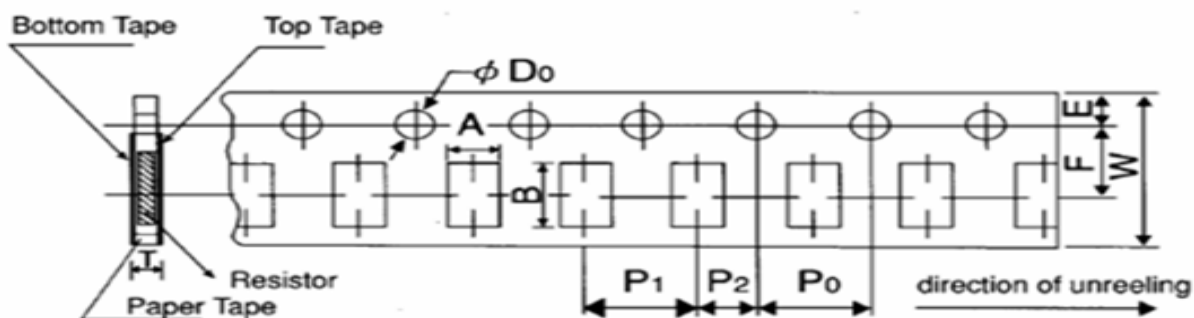 Bottom Tape
Top Tape
ϕ D0
A
E
F
W
B
T
Resistor
Paper Tape
P1
P2
P0
direction of unreeling